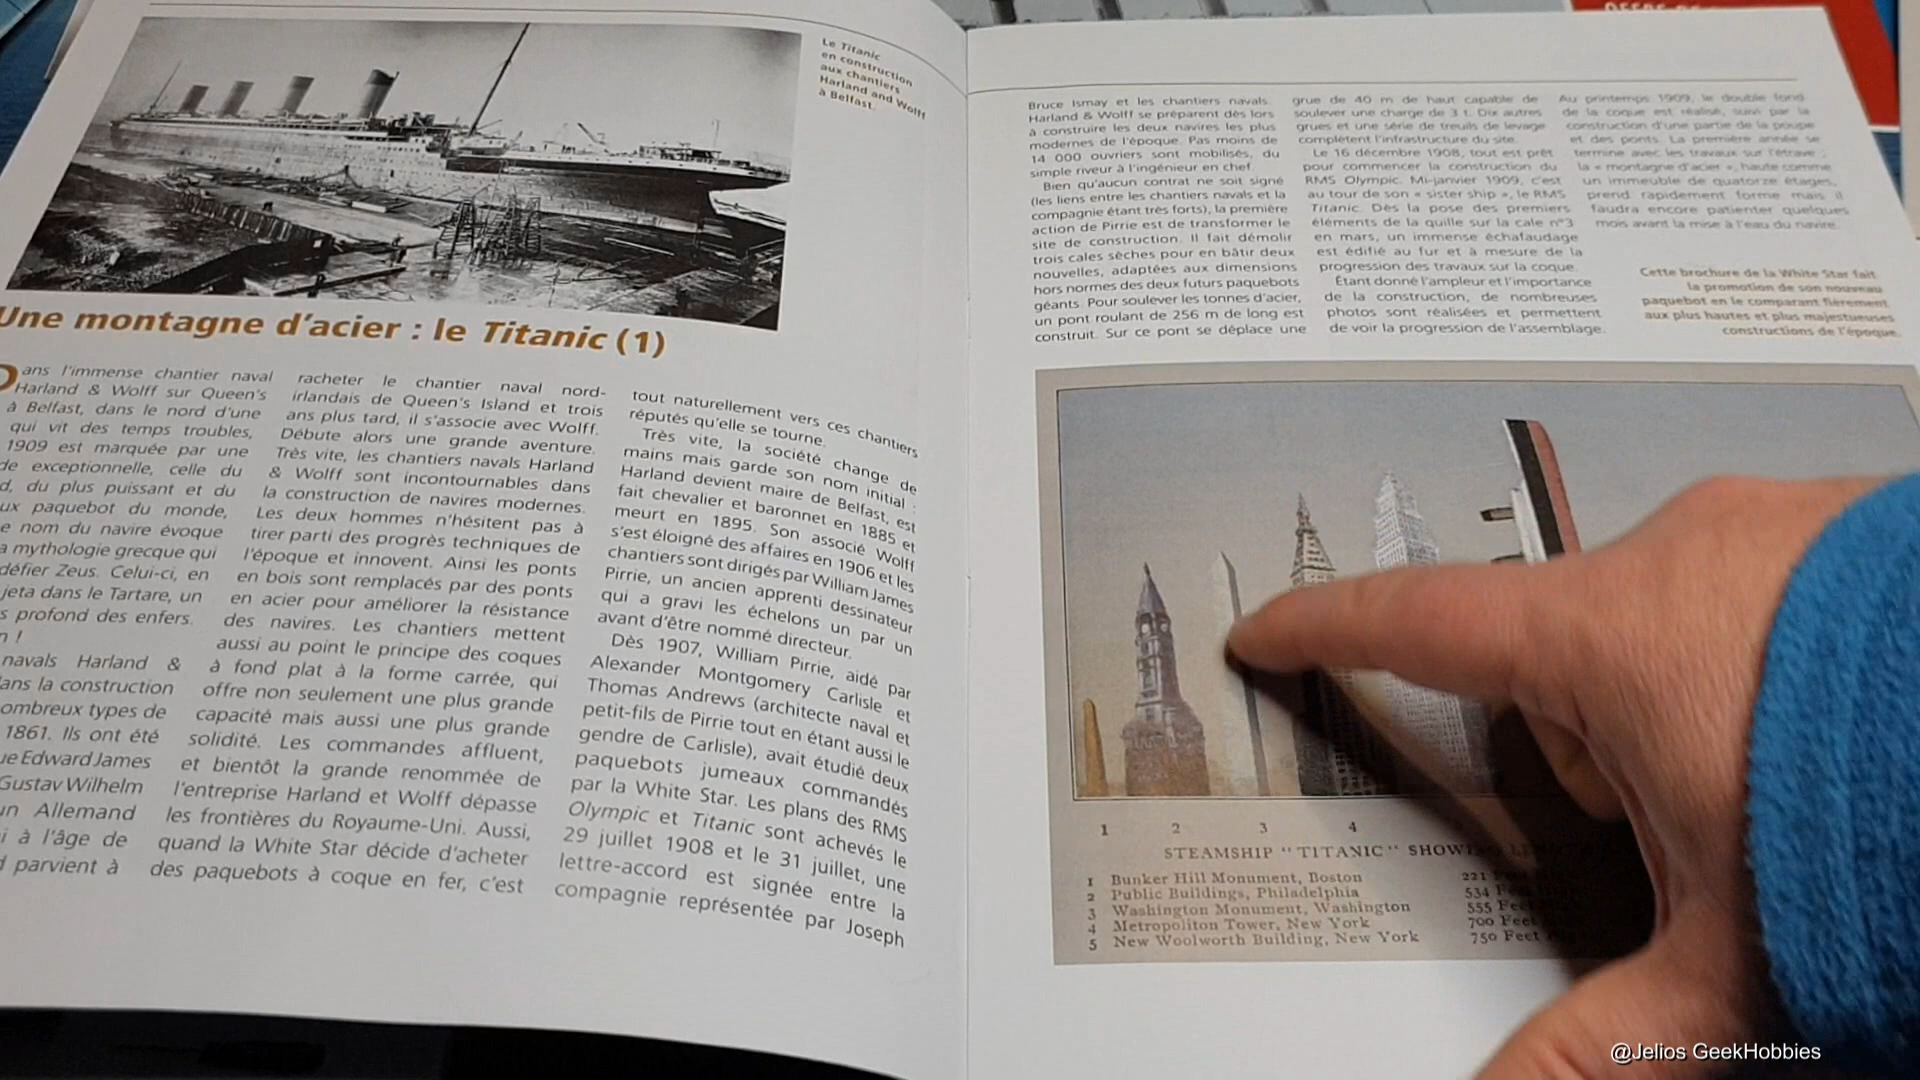 Le Titanic
en construction
aux chantiers
Harland and Wolff
à Belfast.
Une montagne d'acier : le Titanic (1)
Dans l'immense chantier naval
Harland & Wolff sur Queen's
à Belfast, dans le nord d'une
qui vit des temps troubles,
1909 est marquée par une
exceptionnelle, celle du
du plus puissant et du
paquebot du monde,
nom du navire évoque
mythologie grecque qui
défier Zeus. Celui-ci, en
jeta dans le Tartare, un
profond des enfers.
!
navals Harland &
dans la construction
nombreux types de
1861. Ils ont été
Edward James
Gustav Wilhelm
un Allemand
à l'âge de
parvient à
racheter le chantier naval nord-
irlandais de Queen's Island et trois
ans plus tard, il s'associe avec Wolff.
Débute alors une grande aventure.
Très vite, les chantiers navals Harland
& Wolff sont incontournables dans
la construction de navires modernes.
Les deux hommes n'hésitent pas à
tirer parti des progrès techniques de
l'époque et innovent. Ainsi les ponts
en bois sont remplacés par des ponts
en acier pour améliorer la résistance
des navires. Les chantiers mettent
aussi au point le principe des coques
à fond plat à la forme carrée, qui
offre non seulement une plus grande
capacité mais aussi une plus grande
solidité. Les commandes affluent,
et bientôt la grande renommée de
l'entreprise Harland et Wolff dépasse
les frontières du Royaume-Uni. Aussi,
quand la White Star décide d'acheter
des paquebots à coque en fer, c'est
tout naturellement vers ces chantiers
réputés qu'elle se tourne.
Très vite, la société change de
mains mais garde son nom initial :
Harland devient maire de Belfast, est
fait chevalier et baronnet en 1885 et
meurt en 1895. Son associé Wolff
s'est éloigné des affaires en 1906 et les
chantiers sont dirigés par William James
Pirrie, un ancien apprenti dessinateur
qui a gravi les échelons un par un
avant d'être nommé directeur.
Dès 1907, William Pirrie, aidé par
Alexander Montgomery Carlisle et
Thomas Andrews (architecte naval et
petit-fils de Pirrie tout en étant aussi le
gendre de Carlisle), avait étudié deux
paquebots jumeaux commandés
par la White Star. Les plans des RMS
Olympic et Titanic sont achevés le
29 juillet 1908 et le 31 juillet, une
lettre-accord est signée entre la
compagnie représentée par Joseph
Bruce Ismay et les chantiers navals.
Harland & Wolff se préparent dès lors
à construire les deux navires les plus
modernes de l'époque. Pas moins de
14 000 ouvriers sont mobilisés, du
simple riveur à l'ingénieur en chef.
Bien qu'aucun contrat ne soit signé
(les liens entre les chantiers navals et la
compagnie étant très forts), la première
action de Pirrie est de transformer le
site de construction. Il fait démolir
trois cales sèches pour en bâtir deux
nouvelles, adaptées aux dimensions
hors normes des deux futurs paquebots
géants. Pour soulever les tonnes d'acier,
un pont roulant de 256 m de long est
construit. Sur ce pont se déplace une
grue de 40 m de haut capable de
soulever une charge de 3 t. Dix autres
grues et une série de treuils de levage
complètent l'infrastructure du site.
Le 16 décembre 1908, tout est prêt
pour commencer la construction du
RMS Olympic. Mi-janvier 1909, c'est
au tour de son « sister ship », le RMS
Titanic. Dès la pose des premiers
éléments de la quille sur la cale n°3
en mars, un immense échafaudage
est édifié au fur et à mesure de la
progression des travaux sur la coque.
Étant donné l'ampleur et l'importance
de la construction, de nombreuses
photos sont réalisées et permettent
de voir la progression de l'assemblage.
Au printemps 1909, le double fond
de la coque est réalisé, suivi par la
construction d'une partie de la poupe
et des ponts. La première année se
termine avec les travaux sur l'étrave ;
la « montagne d'acier », haute comme
un immeuble de quatorze étages,
prend rapidement forme mais il
faudra encore patienter quelques
mois avant la mise à l'eau du navire.
Cette brochure de la White Star fait
la promotion de son nouveau
paquebot en le comparant fièrement
aux plus hautes et plus majestueuses
constructions de l'époque.
1 2 3 4
STEAMSHIP "TITANIC"
1 Bunker Hill Monument, Boston 221
2 Public Buildings, Philadelphia 534
3 Washington Monument, Washington 555 Feet
4 Metropoliton Tower, New York 700 Feet
5 New Woolworth Building, New York 750 Feet
@Jelios GeekHobbies